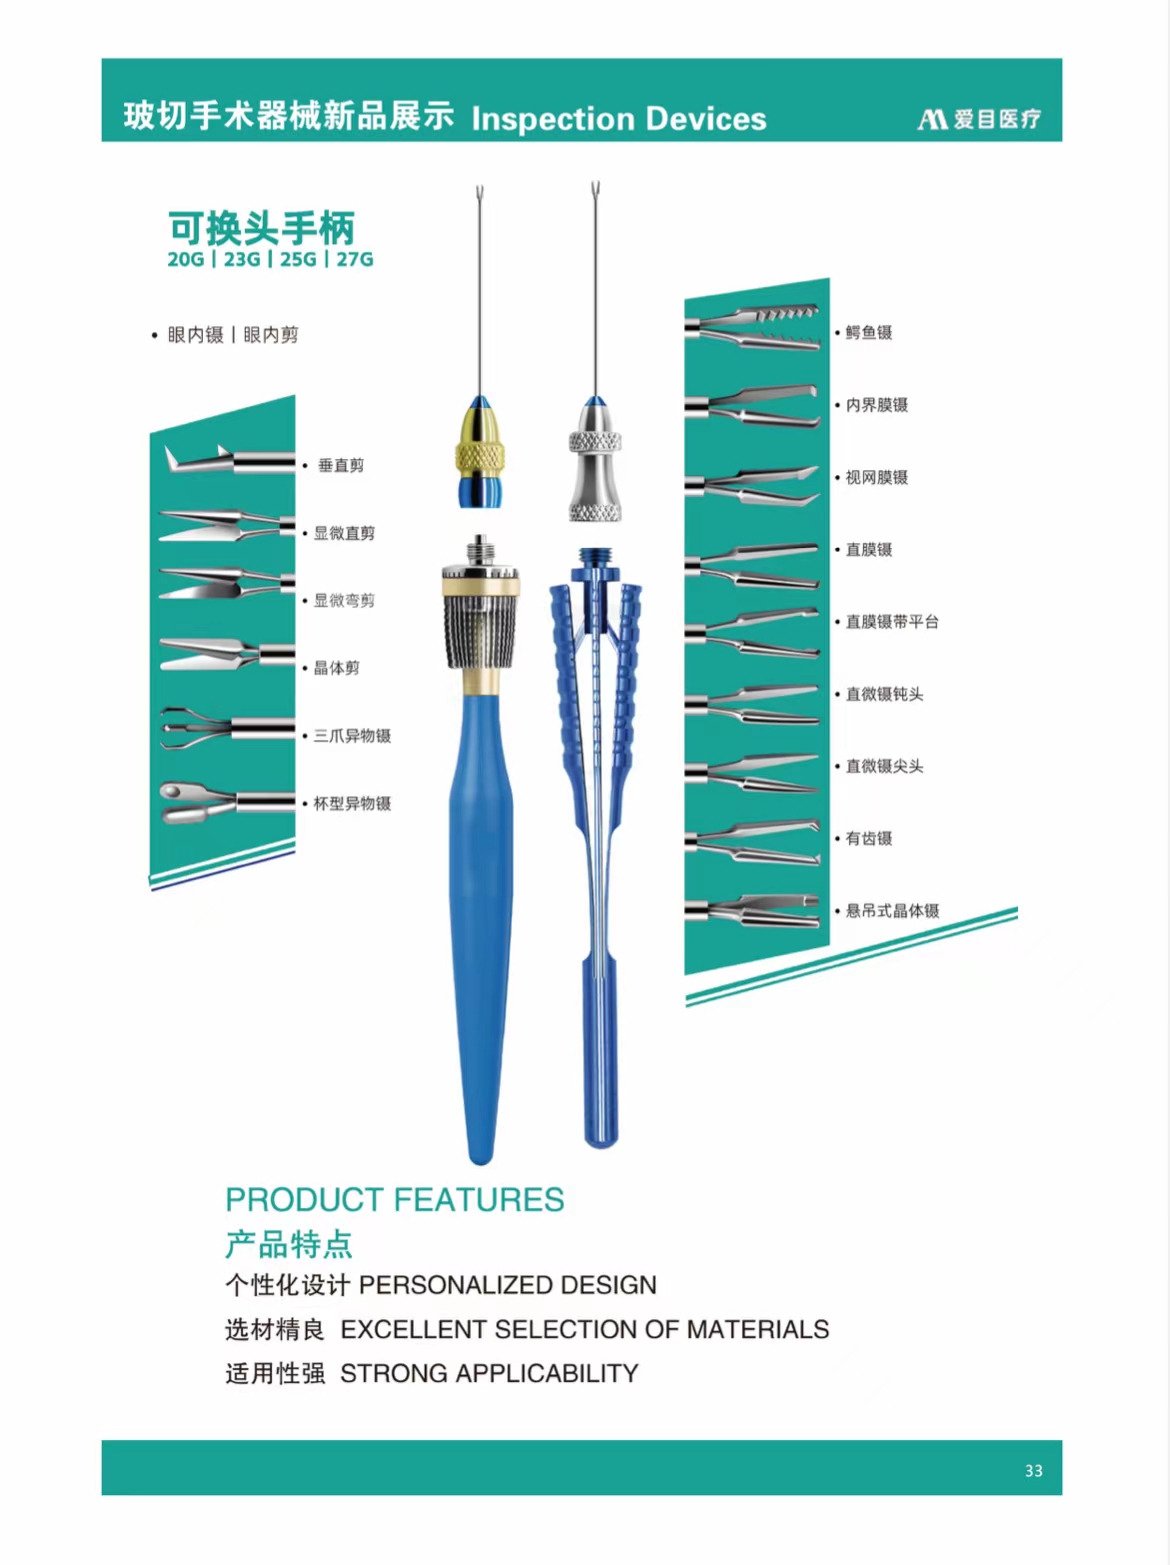 玻切手术器械新品展示 Inspection Devices
爱目医疗
可换头手柄
20G | 23G | 25G | 27G
• 眼内镊 | 眼内剪
• 垂直剪
• 显微直剪
• 显微弯剪
• 晶体剪
• 三爪异物镊
• 杯型异物镊
• 鳄鱼镊
• 内界膜镊
• 视网膜镊
• 直膜镊
• 直膜镊带平台
• 直微镊钝头
• 直微镊尖头
• 有齿镊
• 悬吊式晶体镊
PRODUCT FEATURES
产品特点
个性化设计 PERSONALIZED DESIGN
选材精良 EXCELLENT SELECTION OF MATERIALS
适用性强 STRONG APPLICABILITY
33